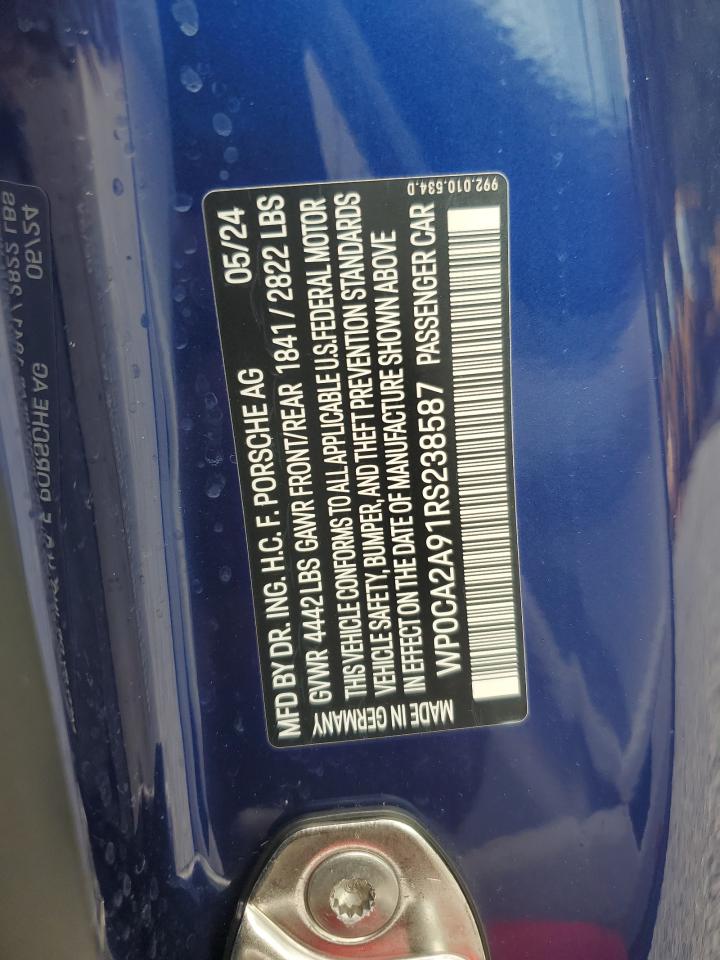 MFD BY DR. ING. H.C. F. PORSCHE AG 05/24
GVWR 4442 LBS GAWR FRONT/REAR 1841 / 2822 LBS
THIS VEHICLE CONFORMS TO ALL APPLICABLE U.S. FEDERAL MOTOR
VEHICLE SAFETY, BUMPER, AND THEFT PREVENTION STANDARDS
IN EFFECT ON THE DATE OF MANUFACTURE SHOWN ABOVE
WP0CA2A91RS238587 PASSENGER CAR
MADE IN GERMANY
992.010.534.D